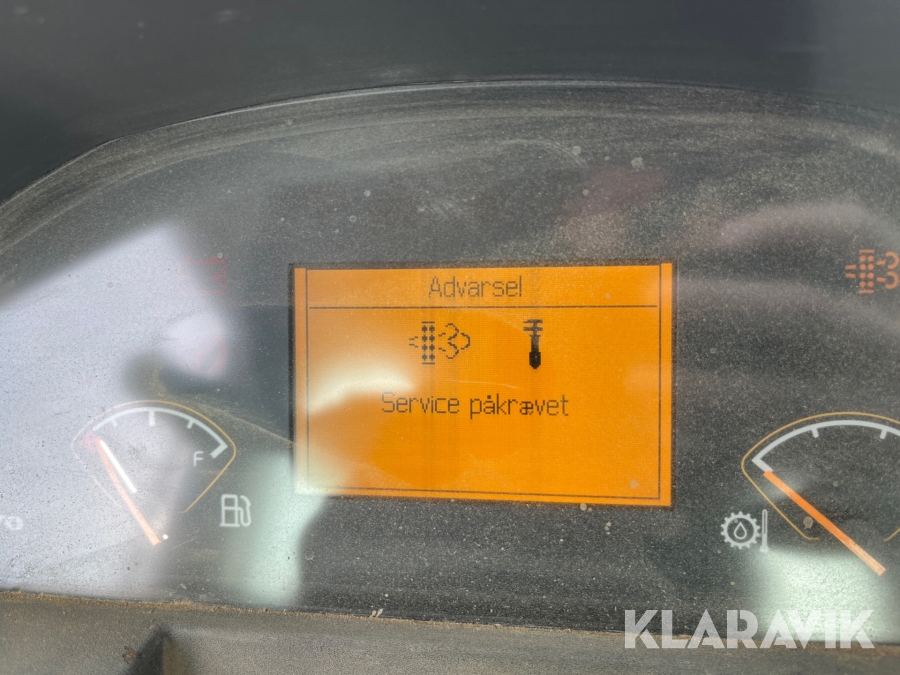 Advarsel
Service påkrævet
F
KLARAVIK